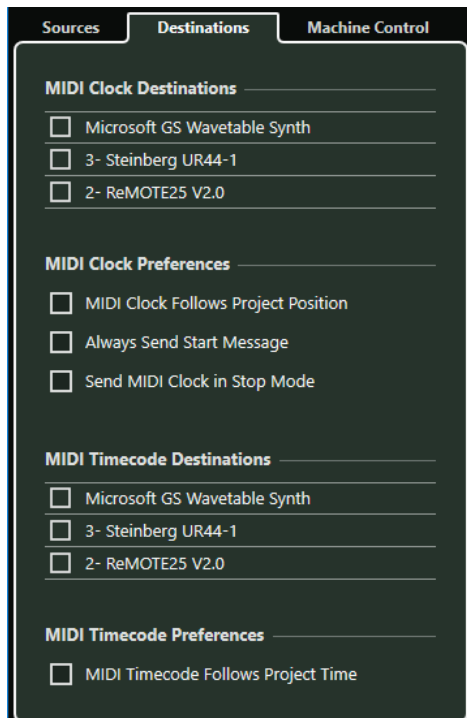 Sources Destinations Machine Control
MIDI Clock Destinations
Microsoft GS Wavetable Synth
3- Steinberg UR44-1
2- ReMOTE25 V2.0
MIDI Clock Preferences
MIDI Clock Follows Project Position
Always Send Start Message
Send MIDI Clock in Stop Mode
MIDI Timecode Destinations
Microsoft GS Wavetable Synth
3- Steinberg UR44-1
2- ReMOTE25 V2.0
MIDI Timecode Preferences
MIDI Timecode Follows Project Time